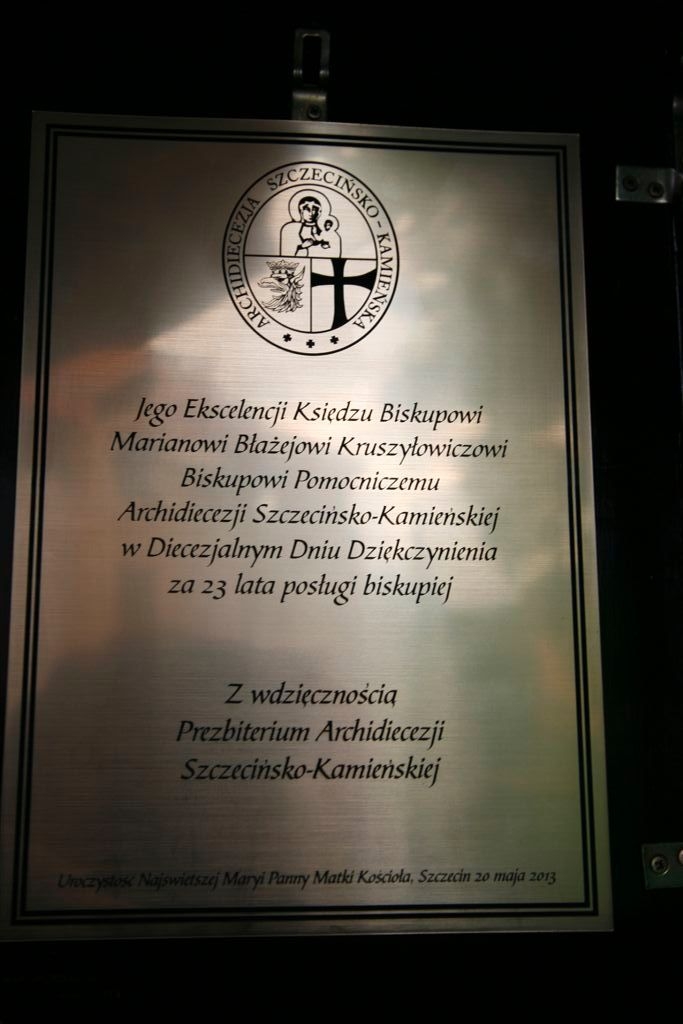 ARCHIDIECEZJA SZCZECIŃSKO-KAMIEŃSKA
Jego Ekscelencji Księdzu Biskupowi
Marianowi Błażejowi Kruszyłowiczowi
Biskupowi Pomocniczemu
Archidiecezji Szczecińsko-Kamieńskiej
w Diecezjalnym Dniu Dziękczynienia
za 23 lata posługi biskupiej
Z wdzięcznością
Prezbiterium Archidiecezji
Szczecińsko-Kamieńskiej
Uroczystość Najświetszej Maryi Panny Matki Kościoła, Szczecin 20 maja 2013